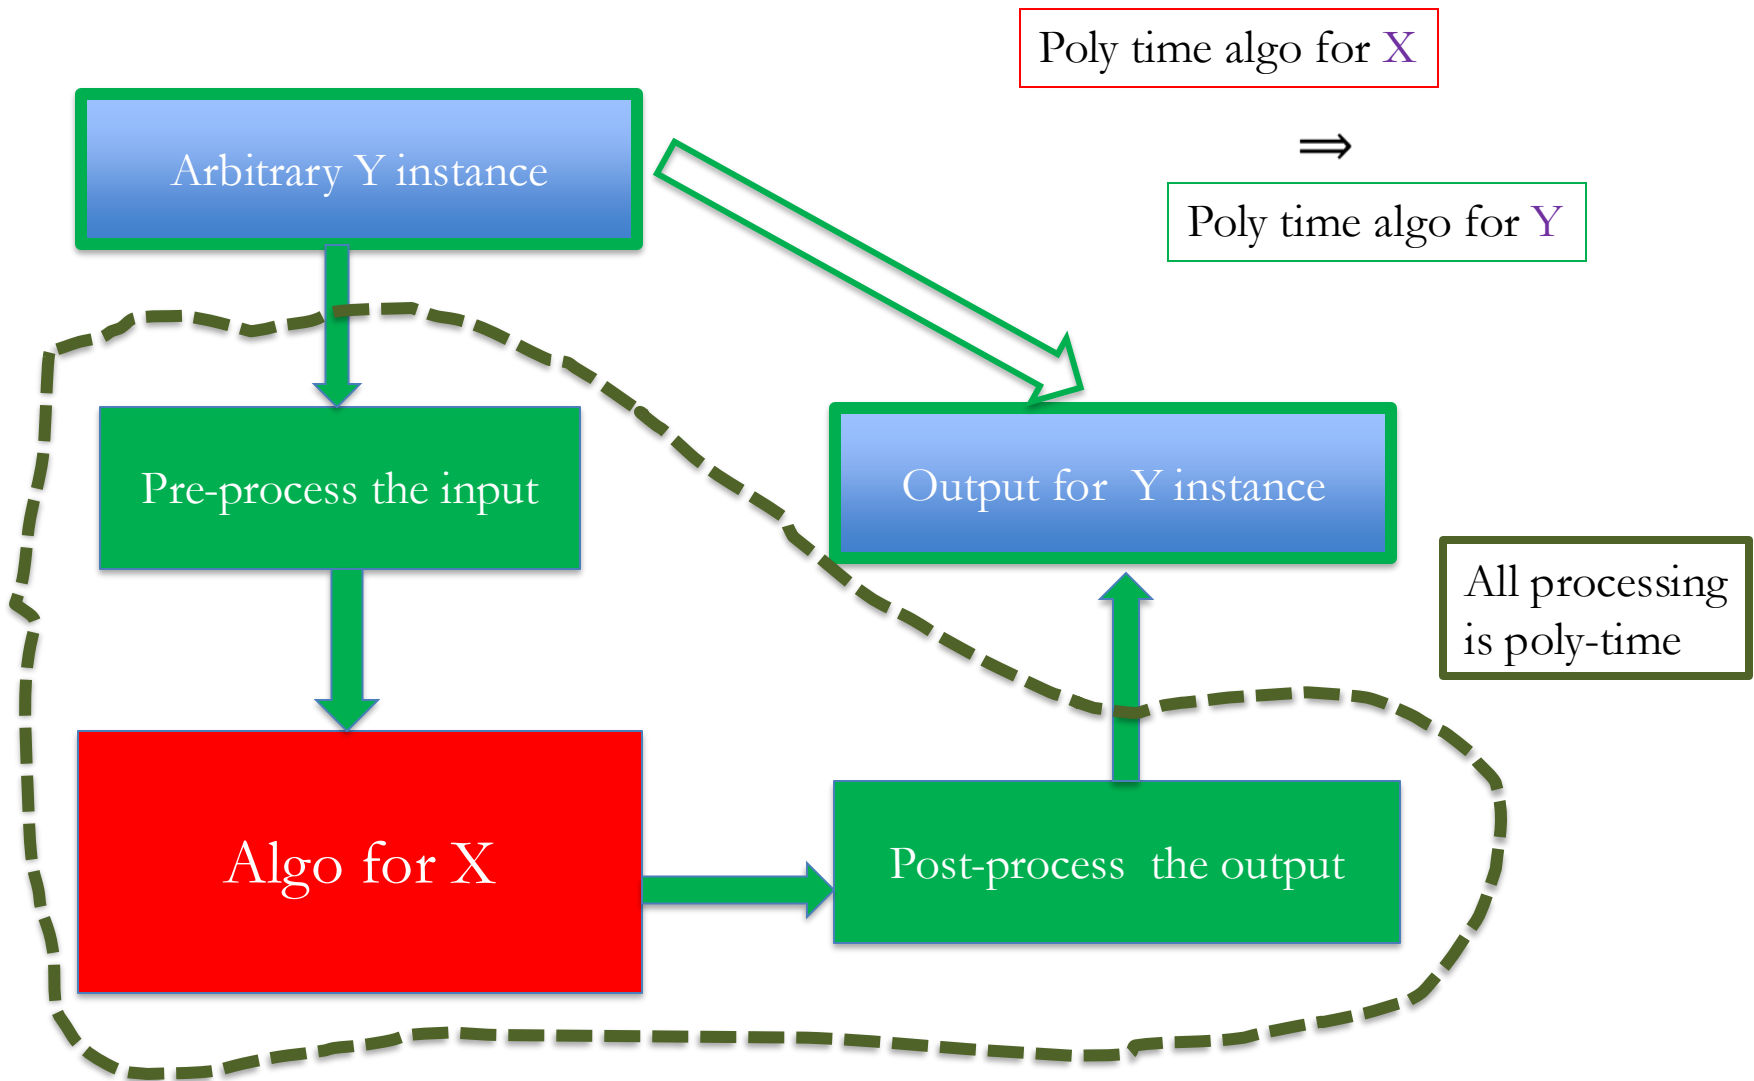 Poly time algo for X
⇒
Poly time algo for Y
Arbitrary Y instance
Pre-process the input
Output for Y instance
All processing
is poly-time
Algo for X
Post-process the output